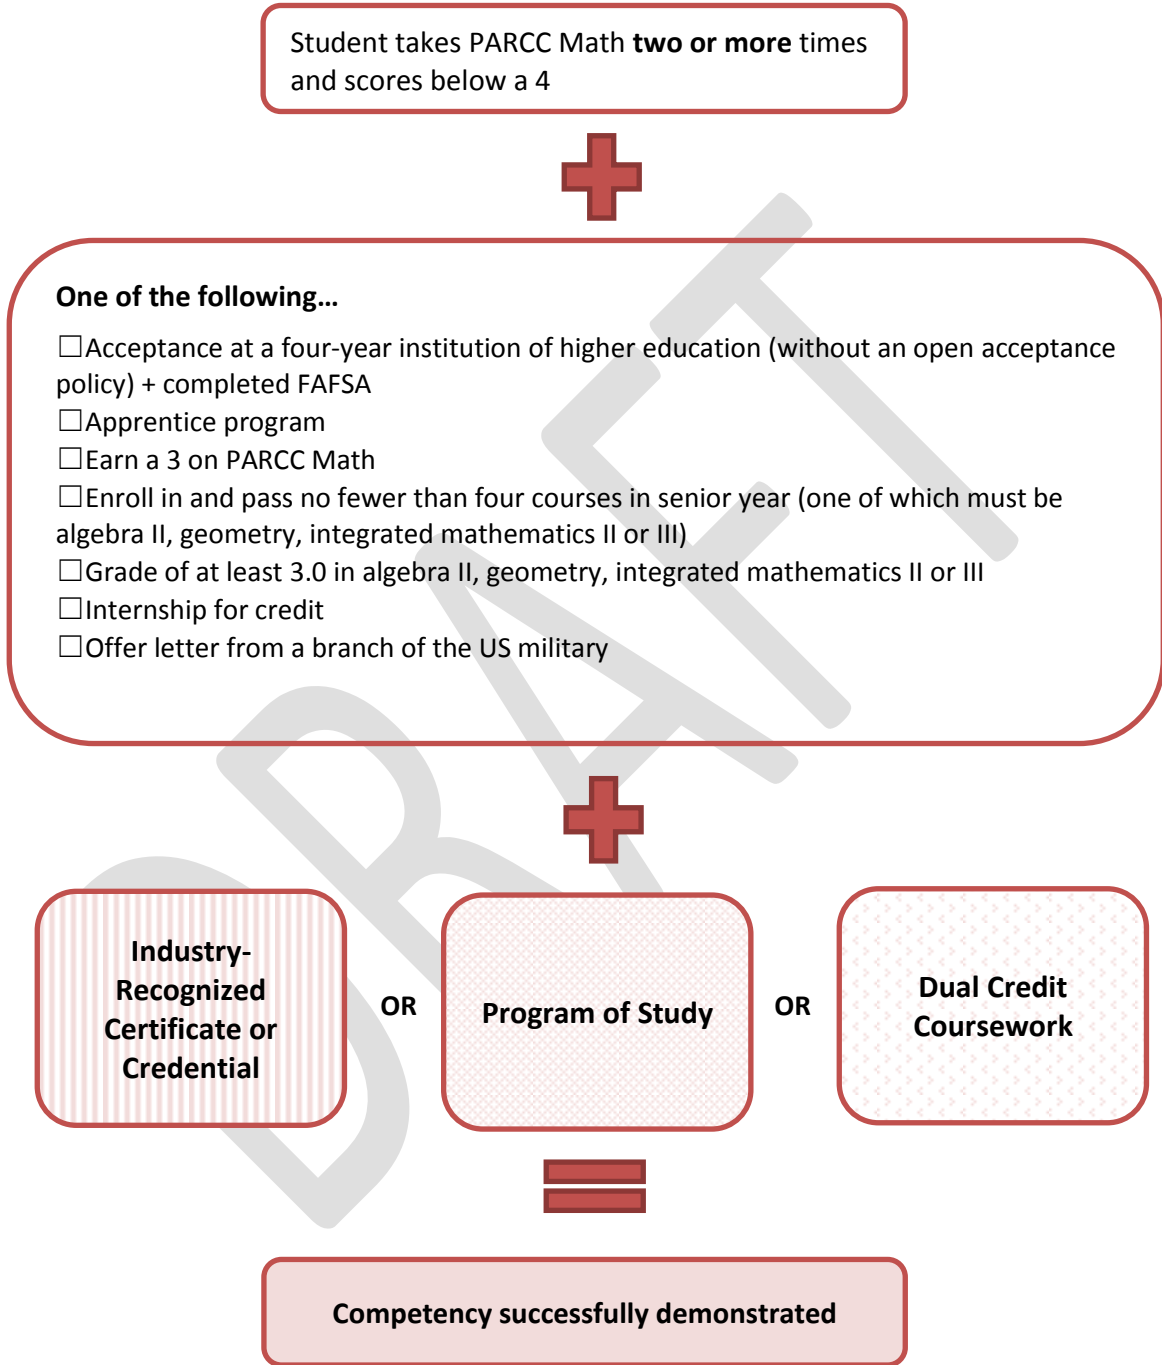 Student takes PARCC Math two or more times
and scores below a 4
One of the following...
☐Acceptance at a four-year institution of higher education (without an open acceptance
policy) + completed FAFSA
☐Apprentice program
☐Earn a 3 on PARCC Math
☐Enroll in and pass no fewer than four courses in senior year (one of which must be
algebra II, geometry, integrated mathematics II or III)
☐Grade of at least 3.0 in algebra II, geometry, integrated mathematics II or III
☐Internship for credit
☐Offer letter from a branch of the US military
DRAFT
Industry-
Recognized
Certificate or
Credential
OR
Program of Study
OR
Dual Credit
Coursework
Competency successfully demonstrated